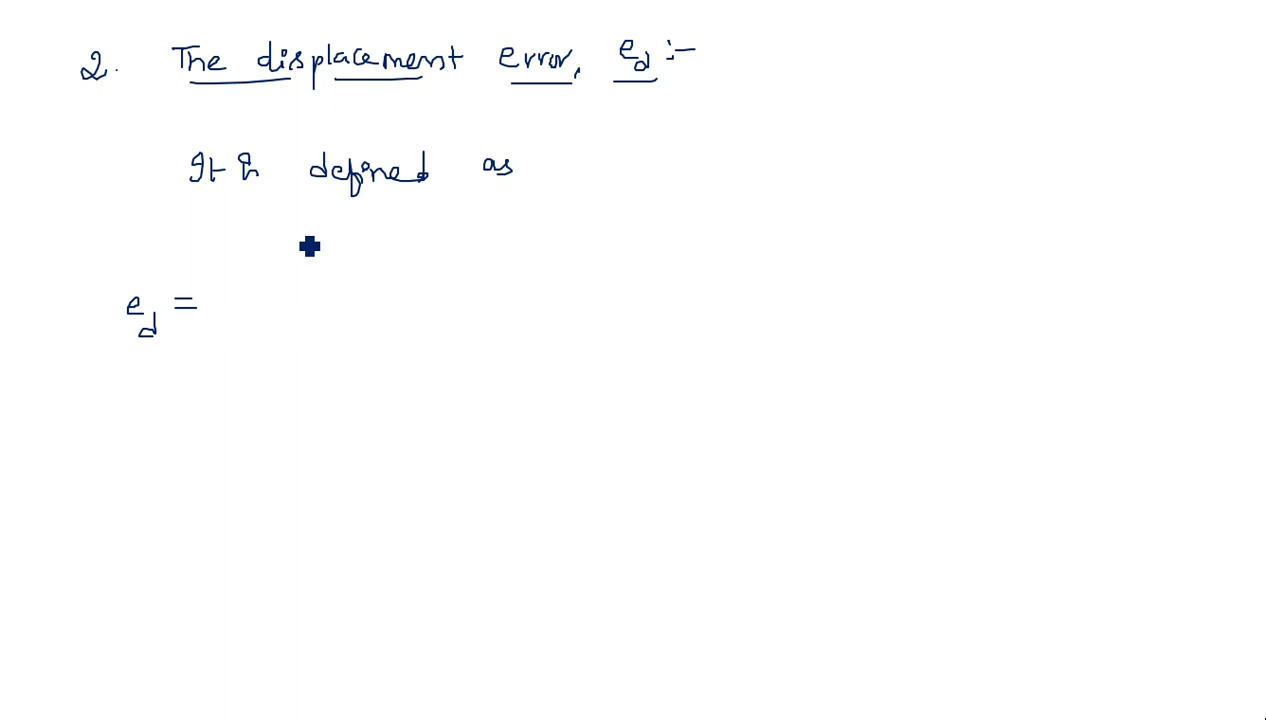 2. The displacement error, e_d :-
It is defined as
e_d =